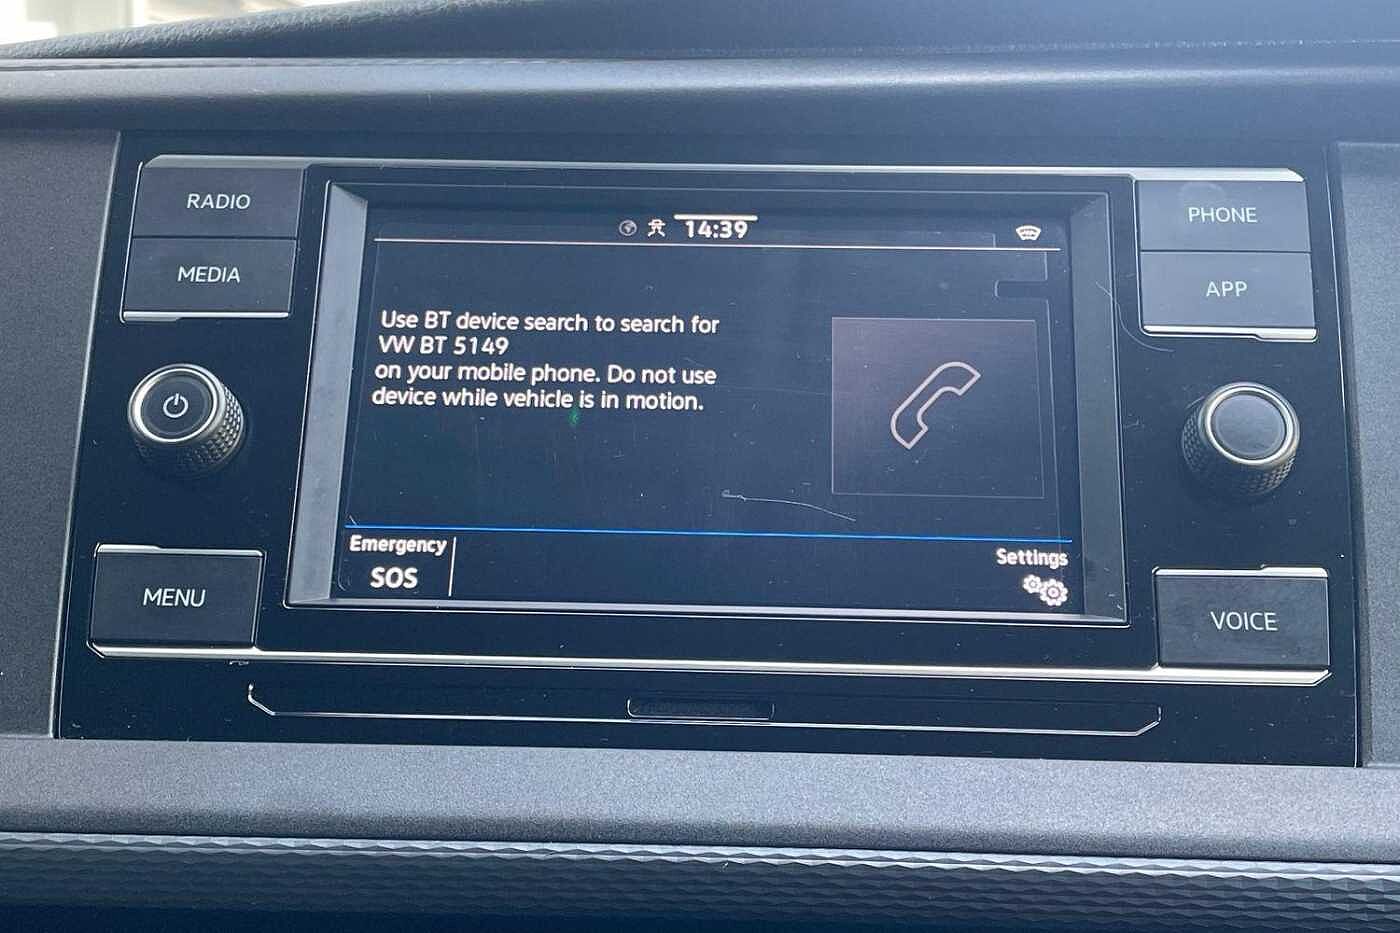 RADIO
MEDIA
14:39
PHONE
APP
Use BT device search to search for
VW BT 5149
on your mobile phone. Do not use
device while vehicle is in motion.
Emergency
SOS
Settings
MENU
VOICE